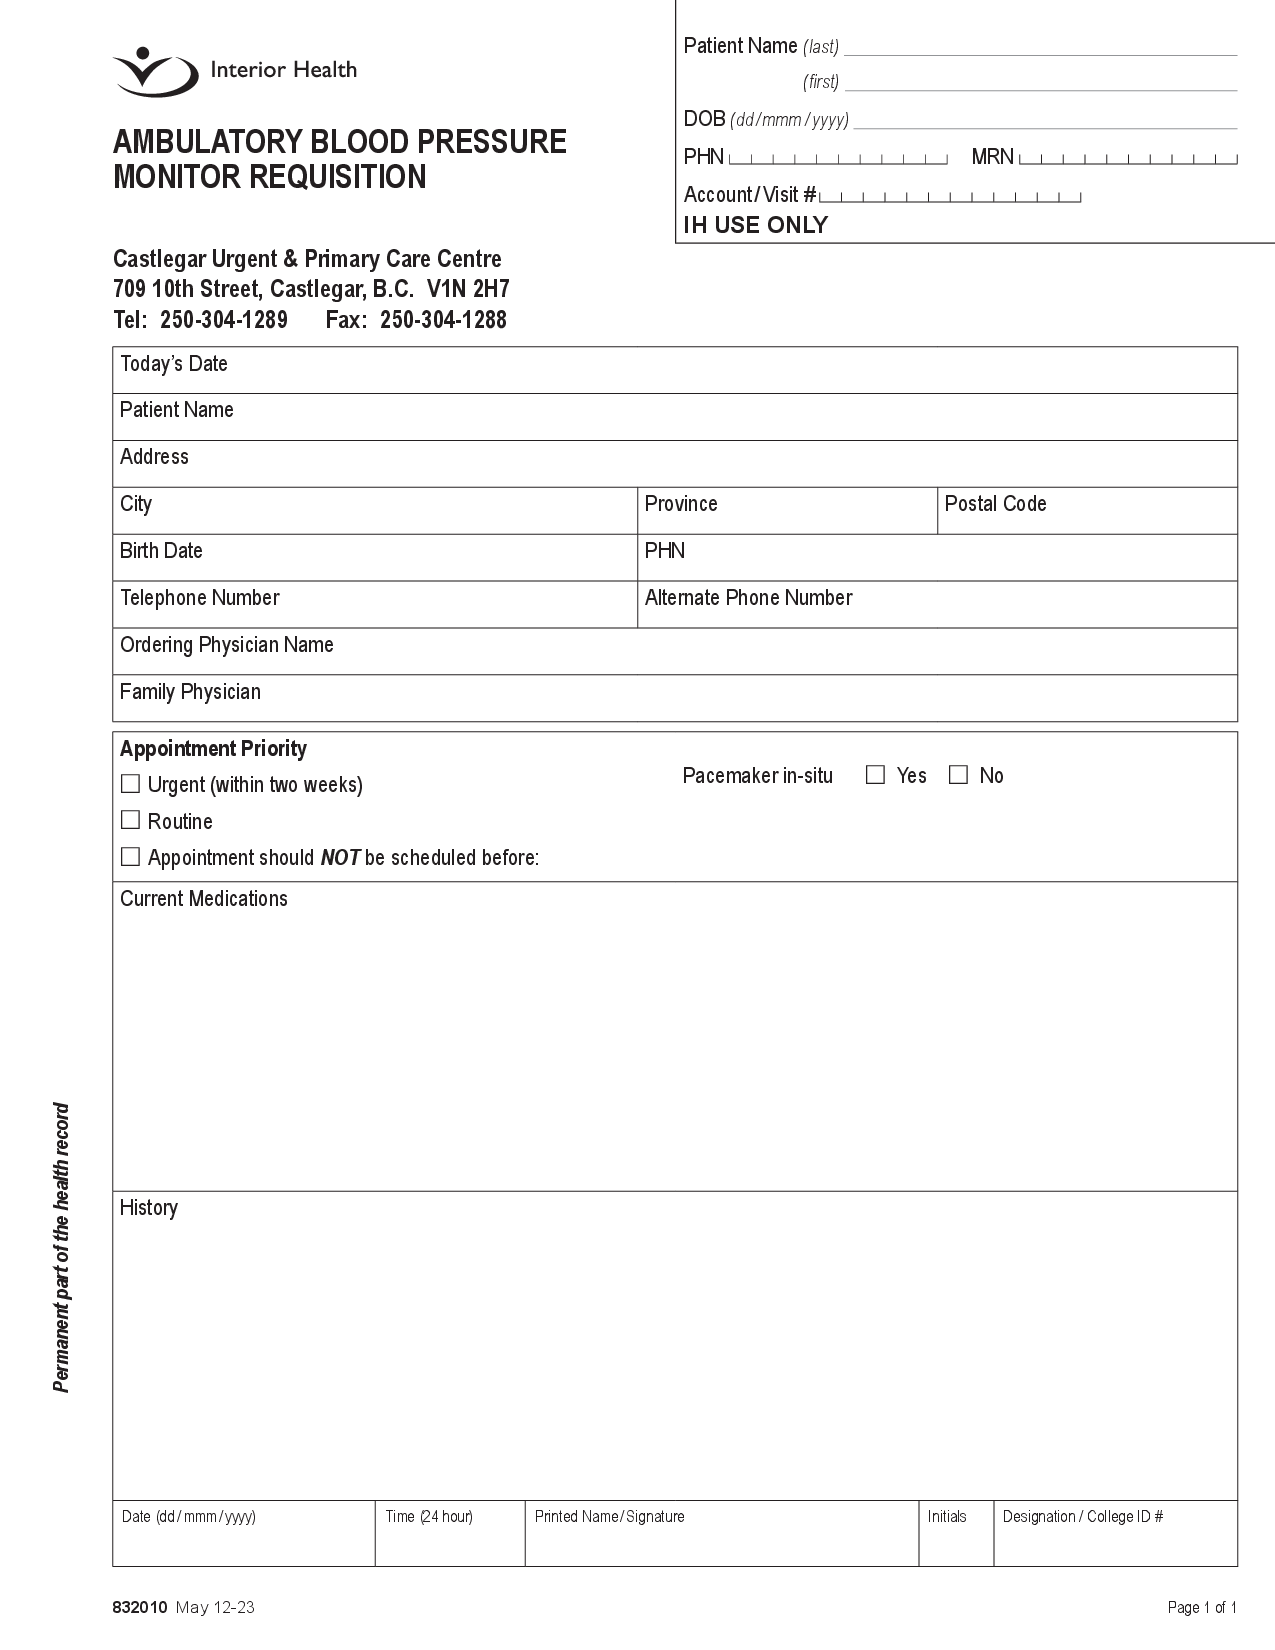 Interior Health
AMBULATORY BLOOD PRESSURE
MONITOR REQUISITION
Patient Name (last)
(first)
DOB (dd/mmm/yyyy)
PHN MRN
Account/Visit #
IH USE ONLY
Castlegar Urgent & Primary Care Centre
709 10th Street, Castlegar, B.C. V1N 2H7
Tel: 250-304-1289 Fax: 250-304-1288
Today's Date
Patient Name
Address
City Province Postal Code
Birth Date PHN
Telephone Number Alternate Phone Number
Ordering Physician Name
Family Physician
Appointment Priority
Urgent (within two weeks) Pacemaker in-situ Yes No
Routine
Appointment should NOT be scheduled before:
Current Medications
History
Permanent part of the health record
Date (dd/mmm/yyyy) Time (24 hour) Printed Name/Signature Initials Designation / College ID #
832010 May 12-23 Page 1 of 1